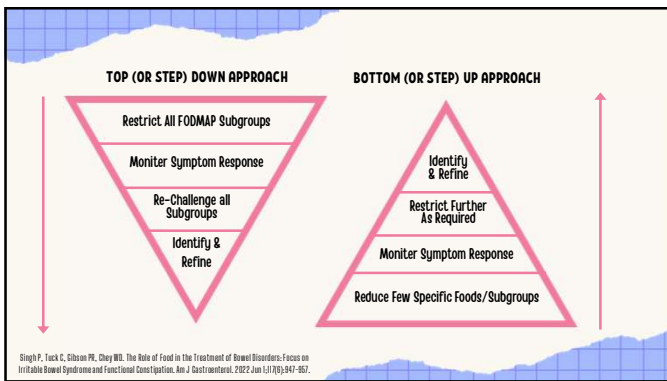 TOP (OR STEP) DOWN APPROACH
Restrict All FODMAP Subgroups
Moniter Symptom Response
Re-Challenge all
Subgroups
Identify &
Refine
BOTTOM (OR STEP) UP APPROACH
Identify
& Refine
Restrict Further
As Required
Moniter Symptom Response
Reduce Few Specific Foods/Subgroups
Singh P, Tuck C, Gibson PR, Chey WD. The Role of Food in the Treatment of Bowel Disorders: Focus on
Irritable Bowel Syndrome and Functional Constipation. Am J Gastroenterol. 2022 Jun 1;117(6):947-957.